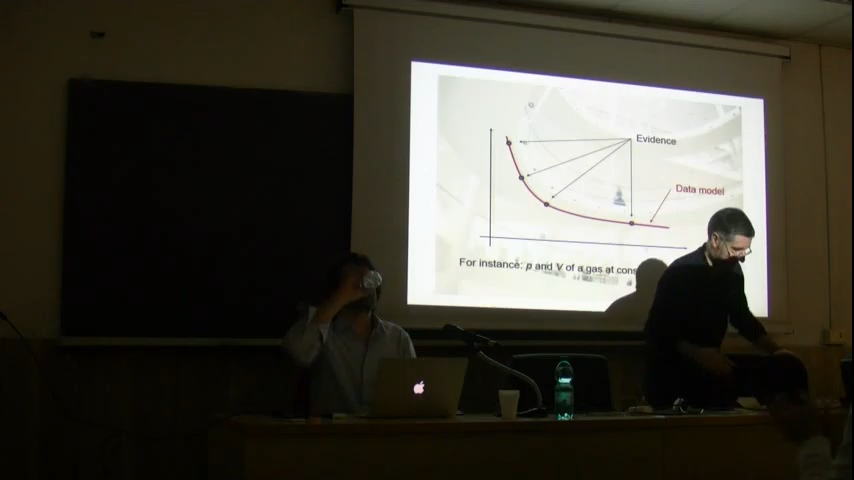 Evidence
Data model
For instance: p and V of a gas at cons